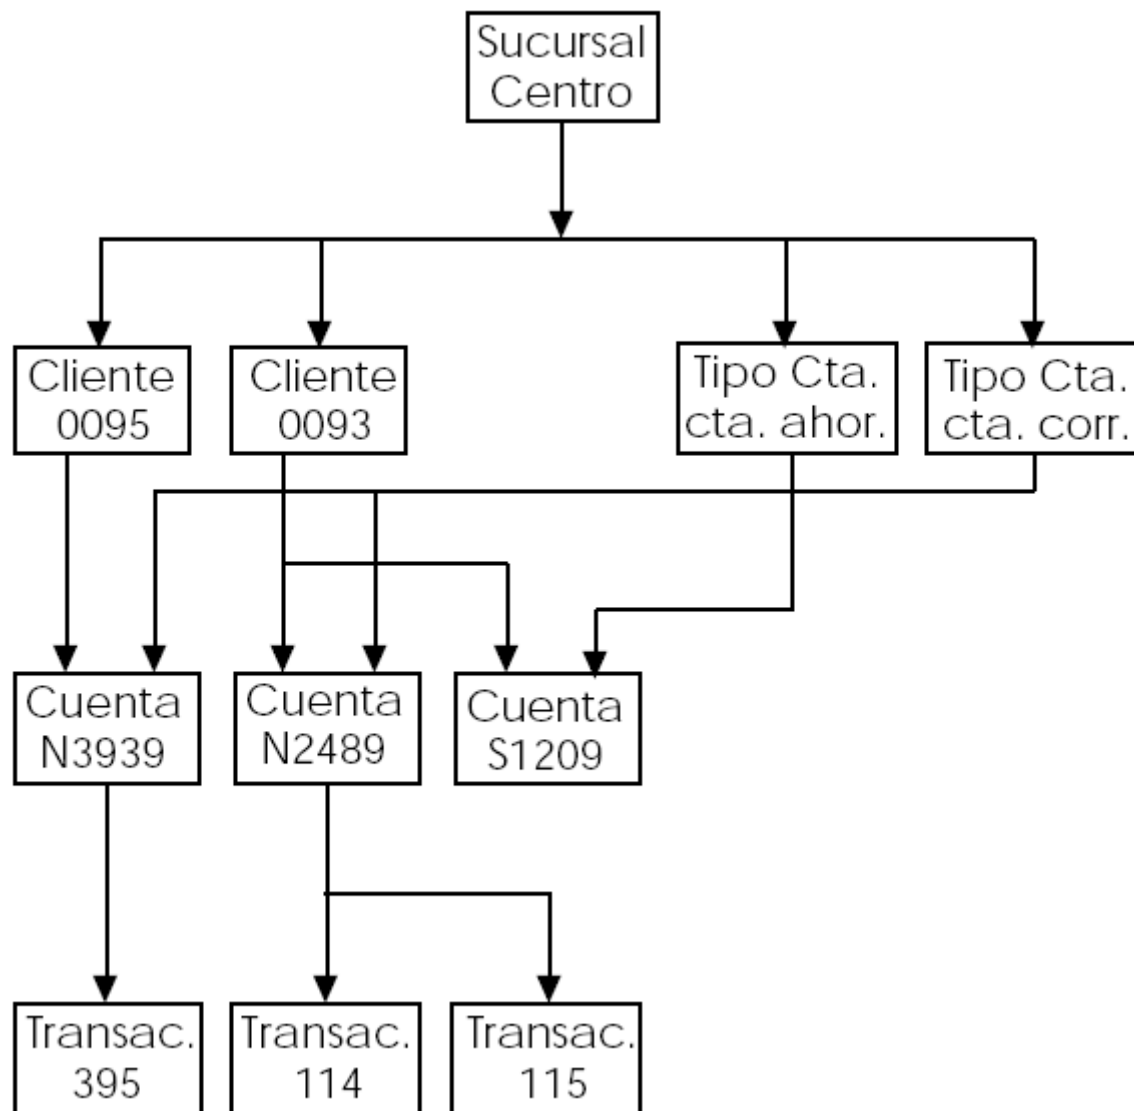 Sucursal
Centro
Cliente
0095
Cliente
0093
Tipo Cta.
cta. ahor.
Tipo Cta.
cta. corr.
Cuenta
N3939
Cuenta
N2489
Cuenta
S1209
Transac.
395
Transac.
114
Transac.
115